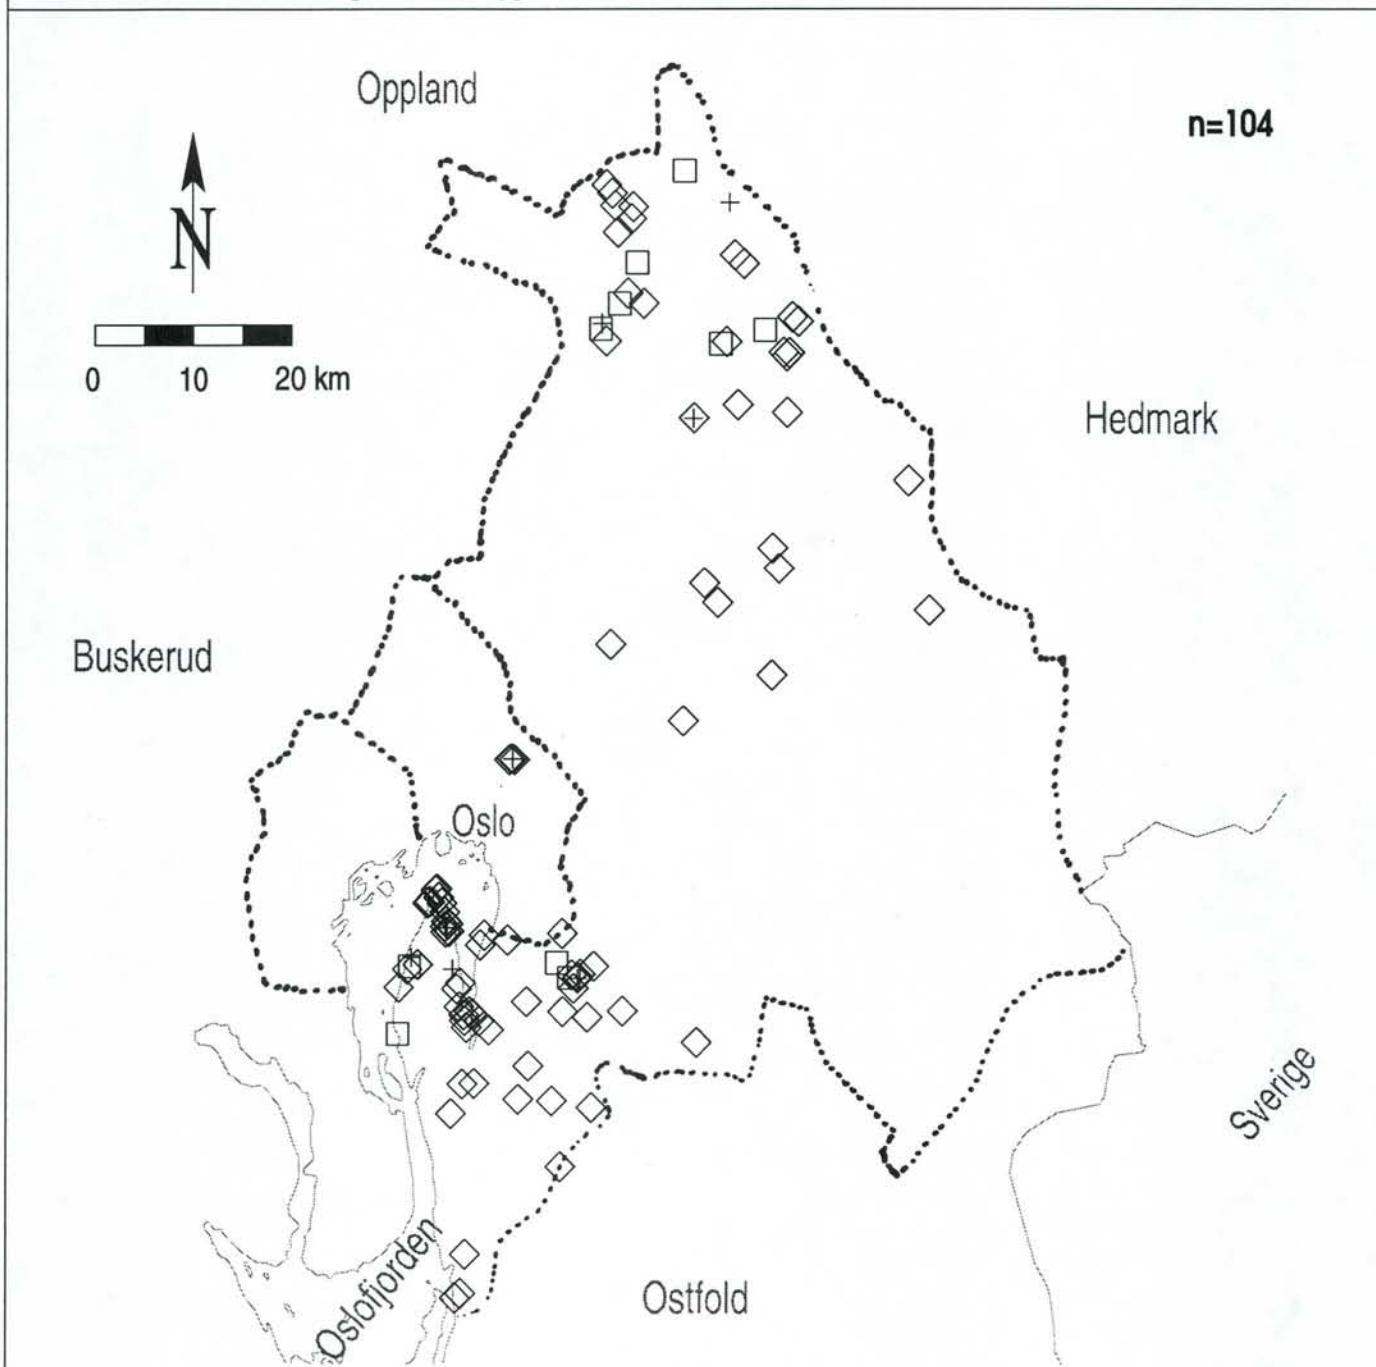 Oppland
n=104
N
0 10 20 km
Hedmark
Buskerud
Oslo
Sverige
Oslofjorden
Ostfold